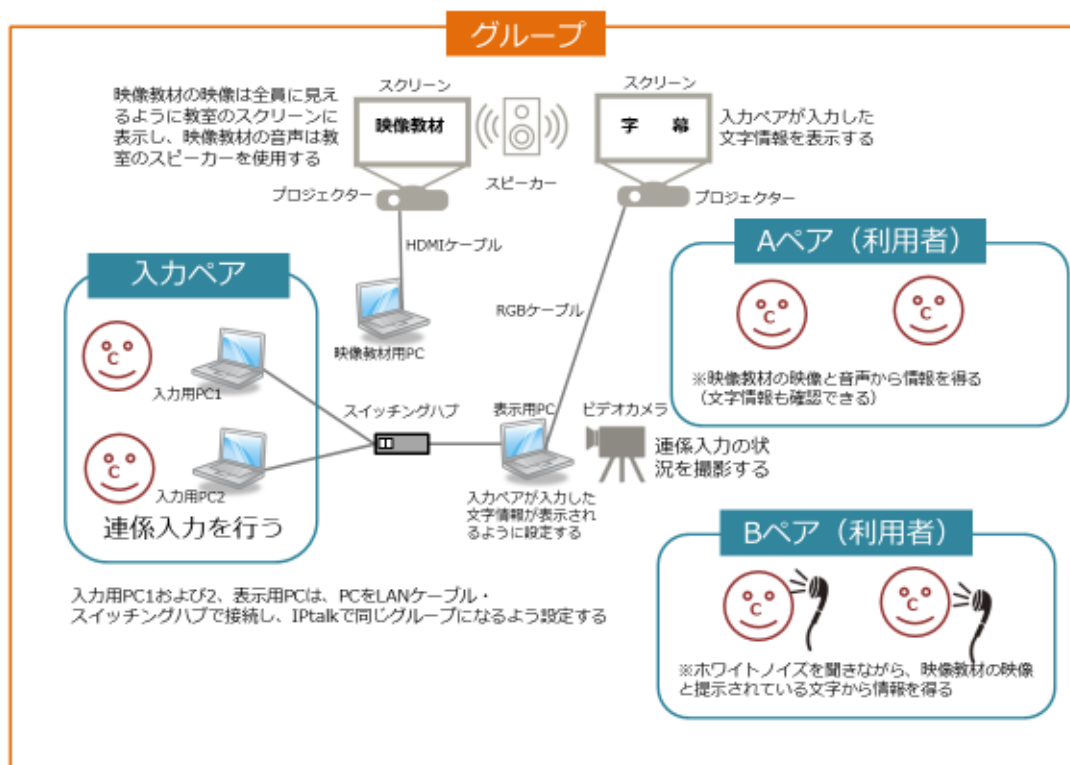 グループ
スクリーン
映像教材の映像は全員に見え
るように教室のスクリーンに
表示し、映像教材の音声は教
室のスピーカーを使用する
映像教材
スピーカー
スクリーン
字 幕
入力ペアが入力した
文字情報を表示する
プロジェクター
プロジェクター
HDMIケーブル
RGBケーブル
入力ペア
C
入力用PC1
C
入力用PC2
連係入力を行う
映像教材用PC
スイッチングハブ
表示用PC
入力ペアが入力した
文字情報が表示され
るように設定する
ビデオカメラ
連係入力の状
況を撮影する
Aペア(利用者)
C
C
※映像教材の映像と音声から情報を得る
(文字情報も確認できる)
Bペア(利用者)
C
C
※ホワイトノイズを聞きながら、映像教材の映像
と提示されている文字から情報を得る
入力用PC1および2、表示用PCは、PCをLANケーブル・
スイッチングハブで接続し、IPtalkで同じグループになるよう設定する